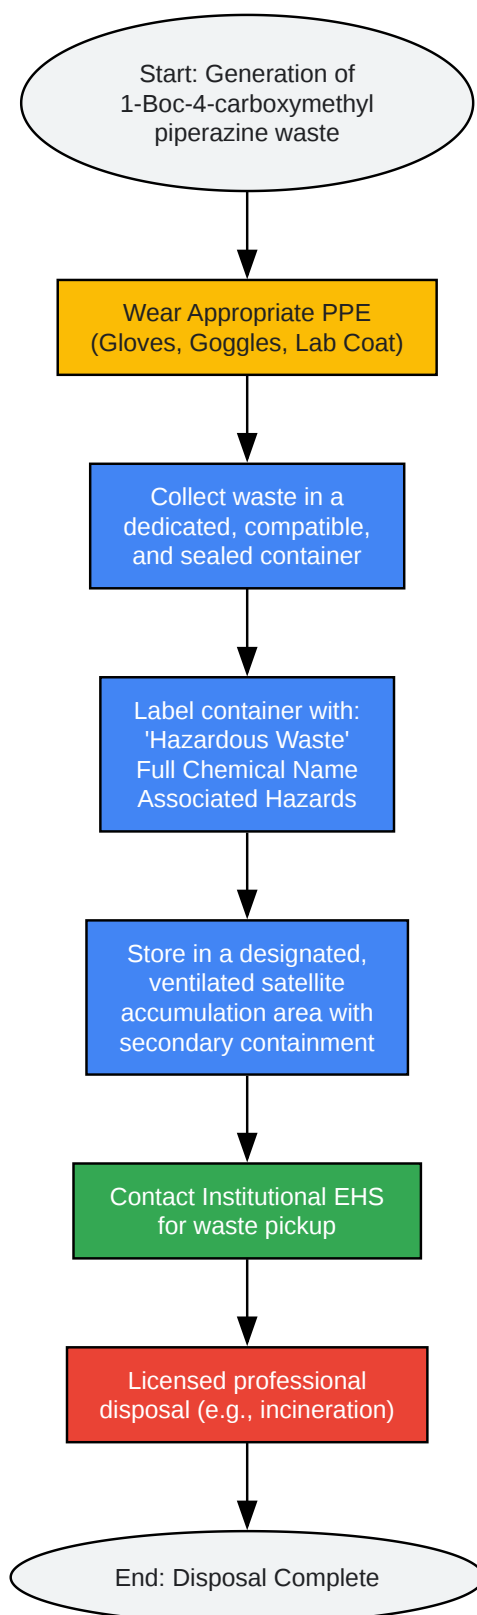 Start: Generation of
1-Boc-4-carboxymethyl
piperazine waste
Wear Appropriate PPE
(Gloves, Goggles, Lab Coat)
Collect waste in a
dedicated, compatible,
and sealed container
Label container with:
'Hazardous Waste'
Full Chemical Name
Associated Hazards
Store in a designated,
ventilated satellite
accumulation area with
secondary containment
Contact Institutional EHS
for waste pickup
Licensed professional
disposal (e.g., incineration)
End: Disposal Complete